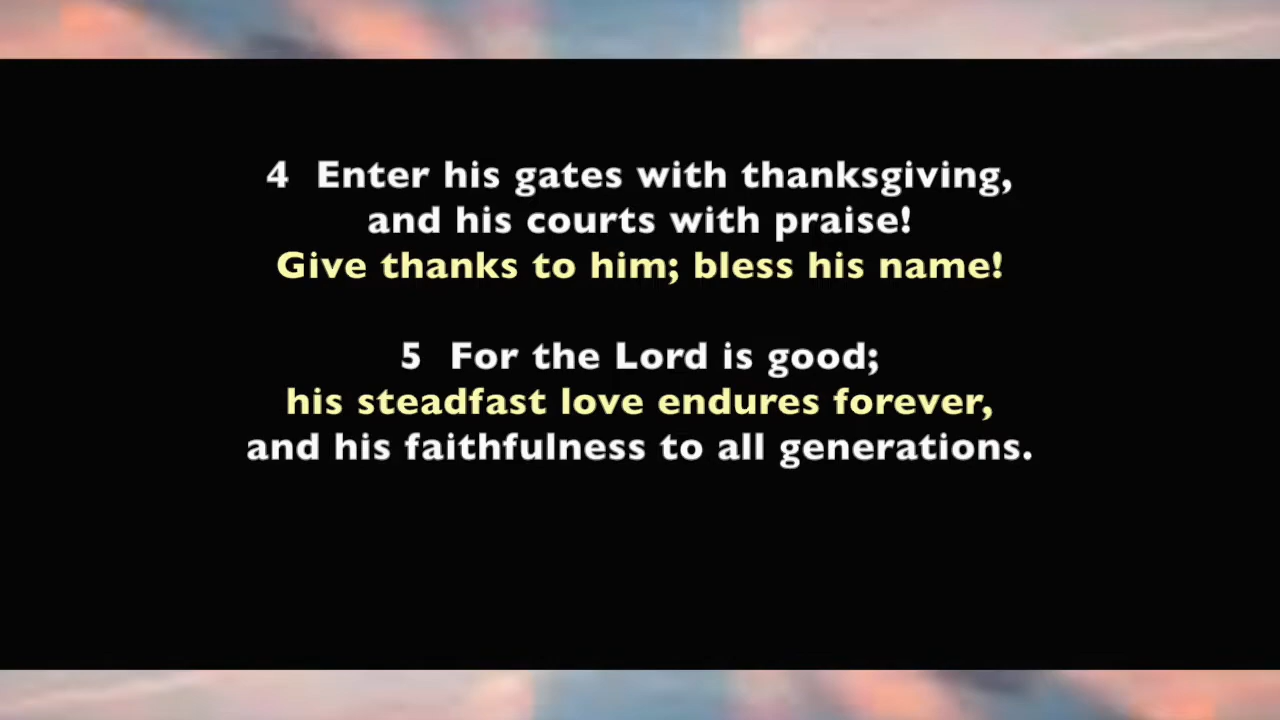 4 Enter his gates with thanksgiving,
and his courts with praise!
Give thanks to him; bless his name!
5 For the Lord is good;
his steadfast love endures forever,
and his faithfulness to all generations.